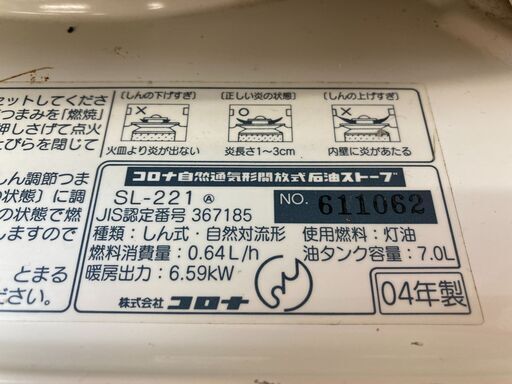 セットしてくださ
つまみを「燃焼」
押しさげて点火
とびらを閉じて
しん調節つま
の状態〕に調
の状態で燃
します。
とまる
ださい。
〔しんの下げすぎ〕
〔正しい炎の状態〕
〔しんの上げすぎ〕
火皿より炎が出ない
炎長さ1~3cm
内壁に炎があたる
コロナ自然通気形開放式石油ストーブ
SL-221 Ⓐ
NO. 611062
JIS認定番号 367185
種類:しん式・自然対流形
使用燃料:灯油
燃料消費量:0.64L/h
油タンク容量:7.0L
暖房出力:6.59kW
株式会社コロナ
04年製